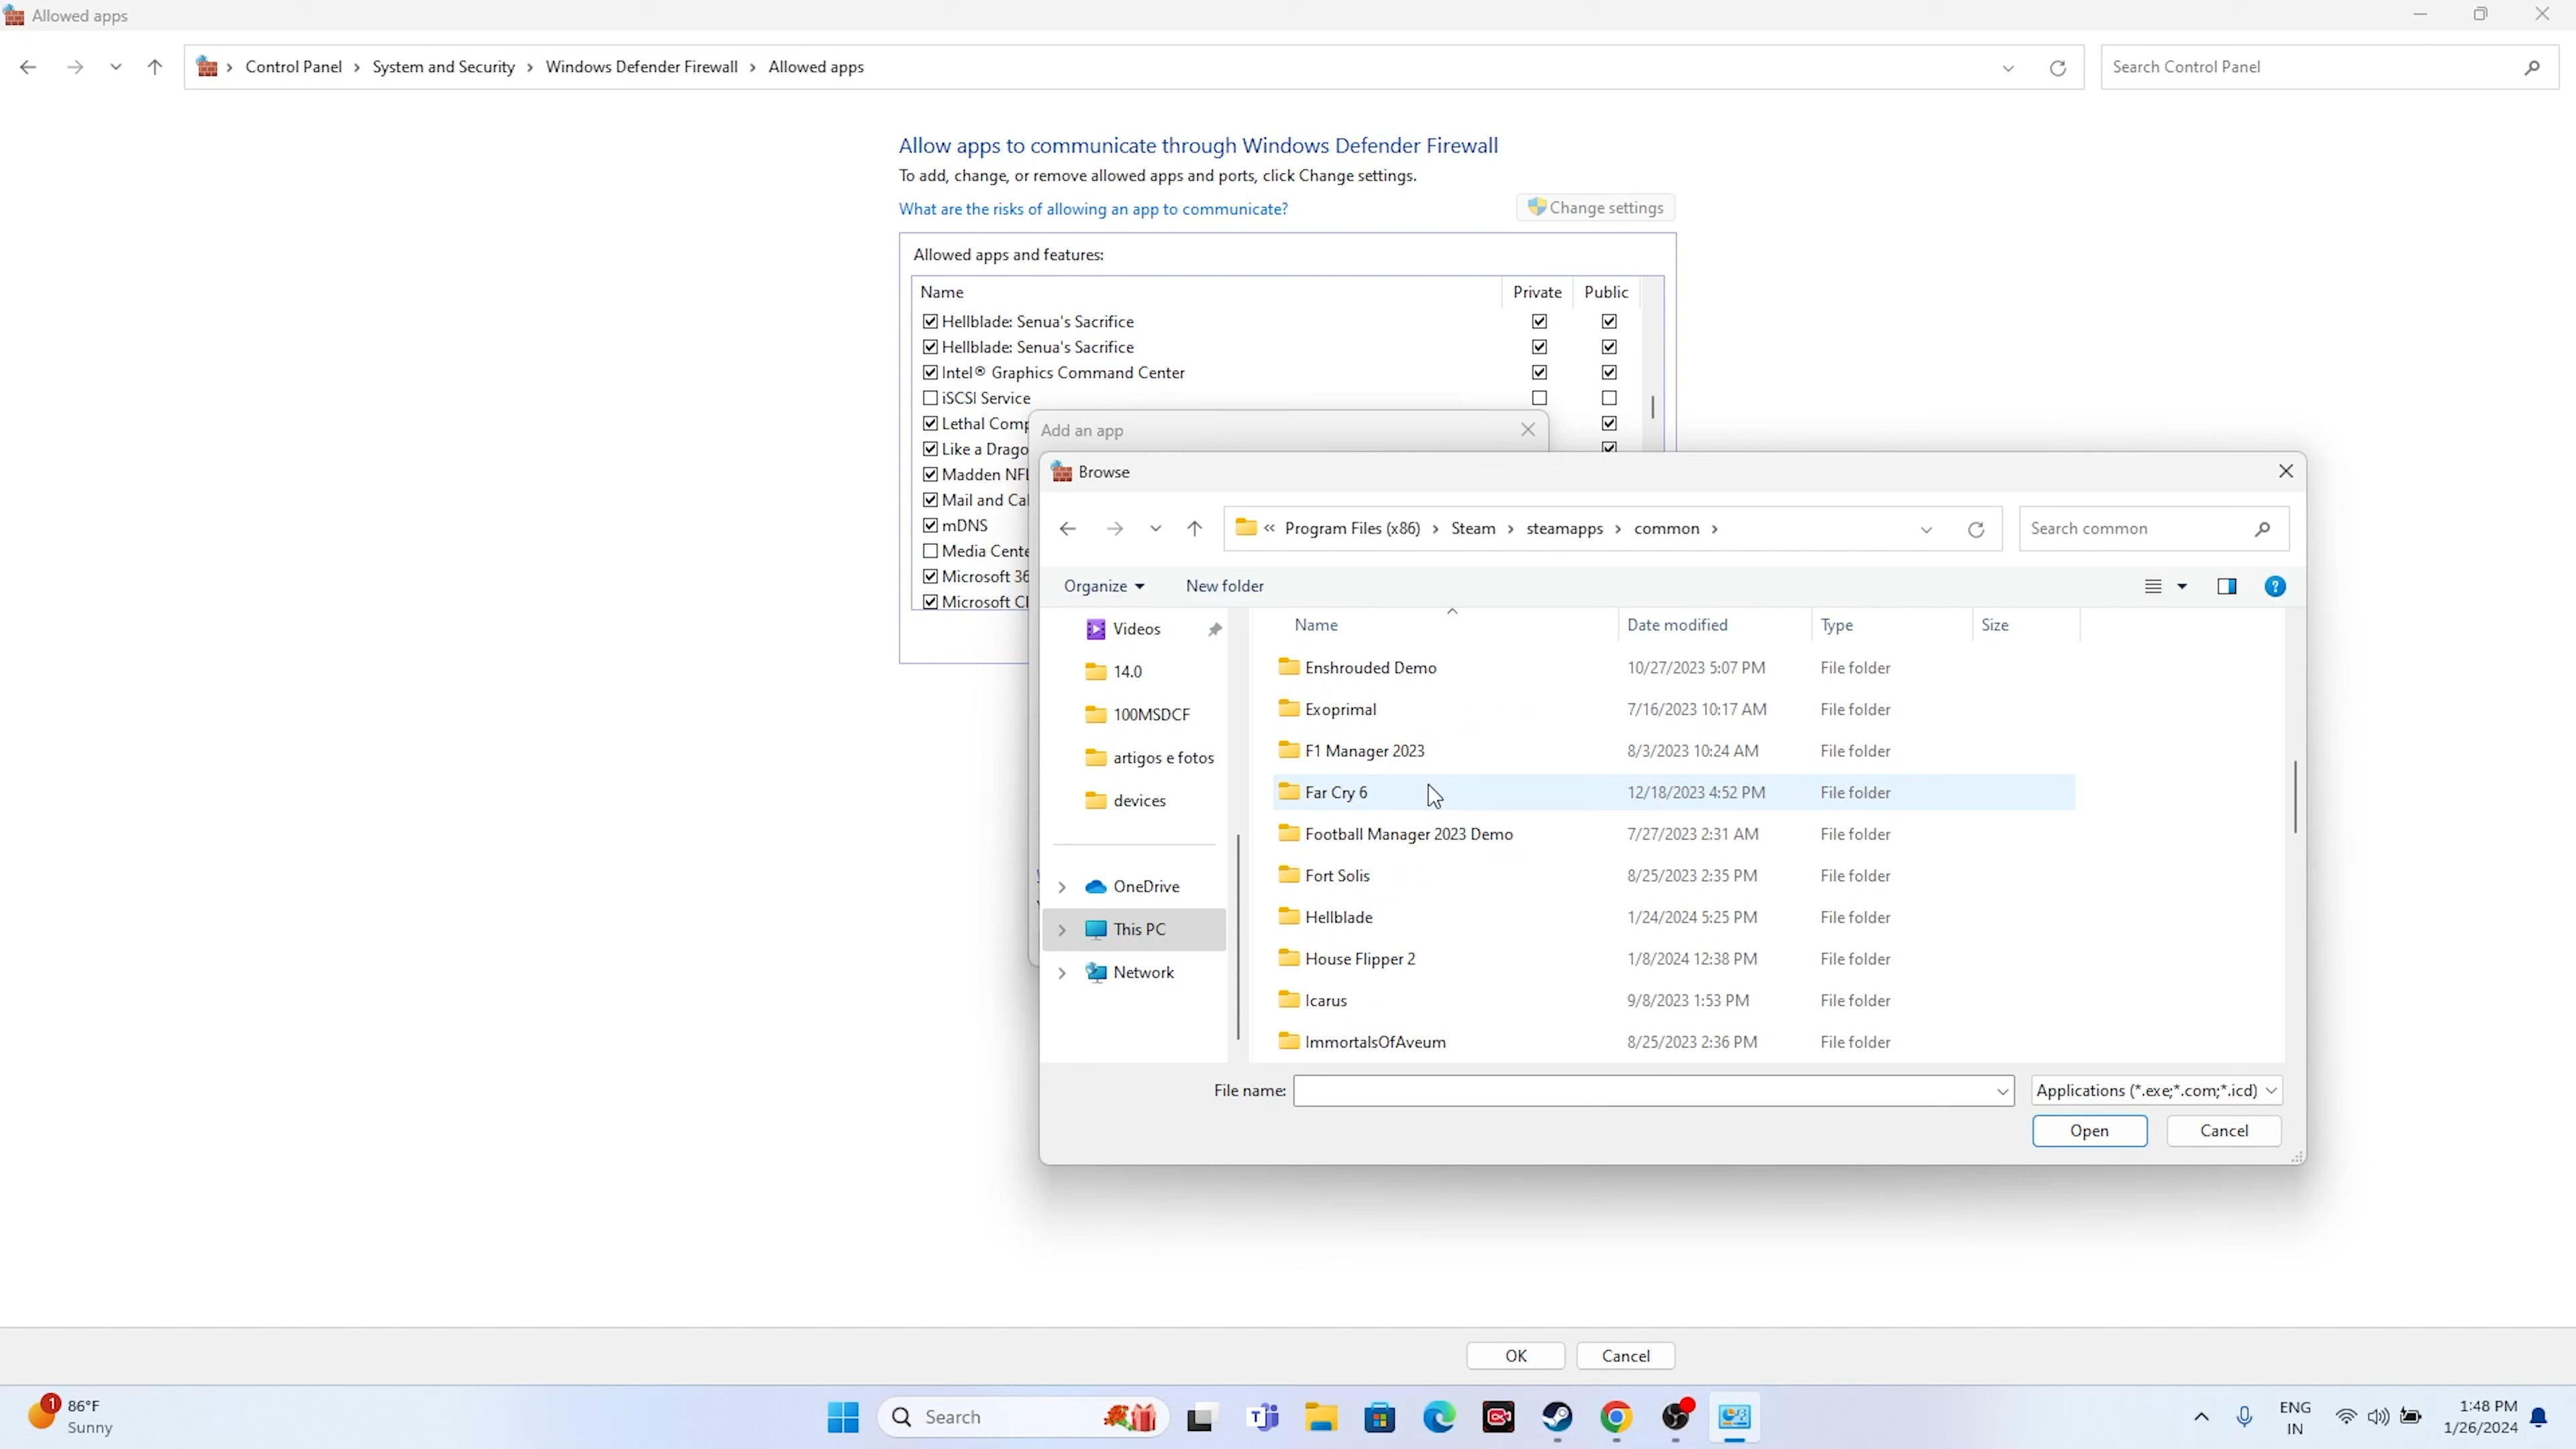 Allowed apps
Control Panel > System and Security > Windows Defender Firewall > Allowed apps
Search Control Panel
Allow apps to communicate through Windows Defender Firewall
To add, change, or remove allowed apps and ports, click Change settings.
What are the risks of allowing an app to communicate?
Change settings
Allowed apps and features:
Name Private Public
Hellblade: Senua's Sacrifice
Hellblade: Senua's Sacrifice
Intel® Graphics Command Center
iSCSI Service
Lethal Comp
Like a Drago
Madden NFL
Mail and Cal
mDNS
Media Cente
Microsoft 36
Microsoft Cl
Add an app
Browse
« Program Files (x86) > Steam > steamapps > common >
Search common
Organize New folder
Videos
14.0
100MSDCF
artigos e fotos
devices
OneDrive
This PC
Network
Name Date modified Type Size
Enshrouded Demo 10/27/2023 5:07 PM File folder
Exoprimal 7/16/2023 10:17 AM File folder
F1 Manager 2023 8/3/2023 10:24 AM File folder
Far Cry 6 12/18/2023 4:52 PM File folder
Football Manager 2023 Demo 7/27/2023 2:31 AM File folder
Fort Solis 8/25/2023 2:35 PM File folder
Hellblade 1/24/2024 5:25 PM File folder
House Flipper 2 1/8/2024 12:38 PM File folder
Icarus 9/8/2023 1:53 PM File folder
ImmortalsOfAveum 8/25/2023 2:36 PM File folder
File name: Applications (*.exe;*.com;*.icd)
Open Cancel
OK Cancel
1
86°F
Sunny
Search
ENG
IN
1:48 PM
1/26/2024